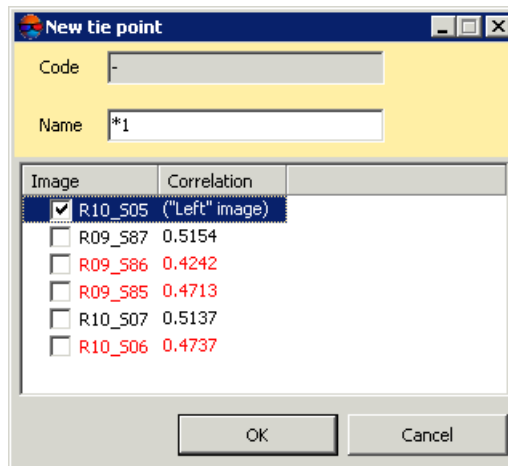 New tie point
Code -
Name *1
Image Correlation
R10_S05 ("Left" image)
R09_S87 0.5154
R09_S86 0.4242
R09_S85 0.4713
R10_S07 0.5137
R10_S06 0.4737
OK Cancel